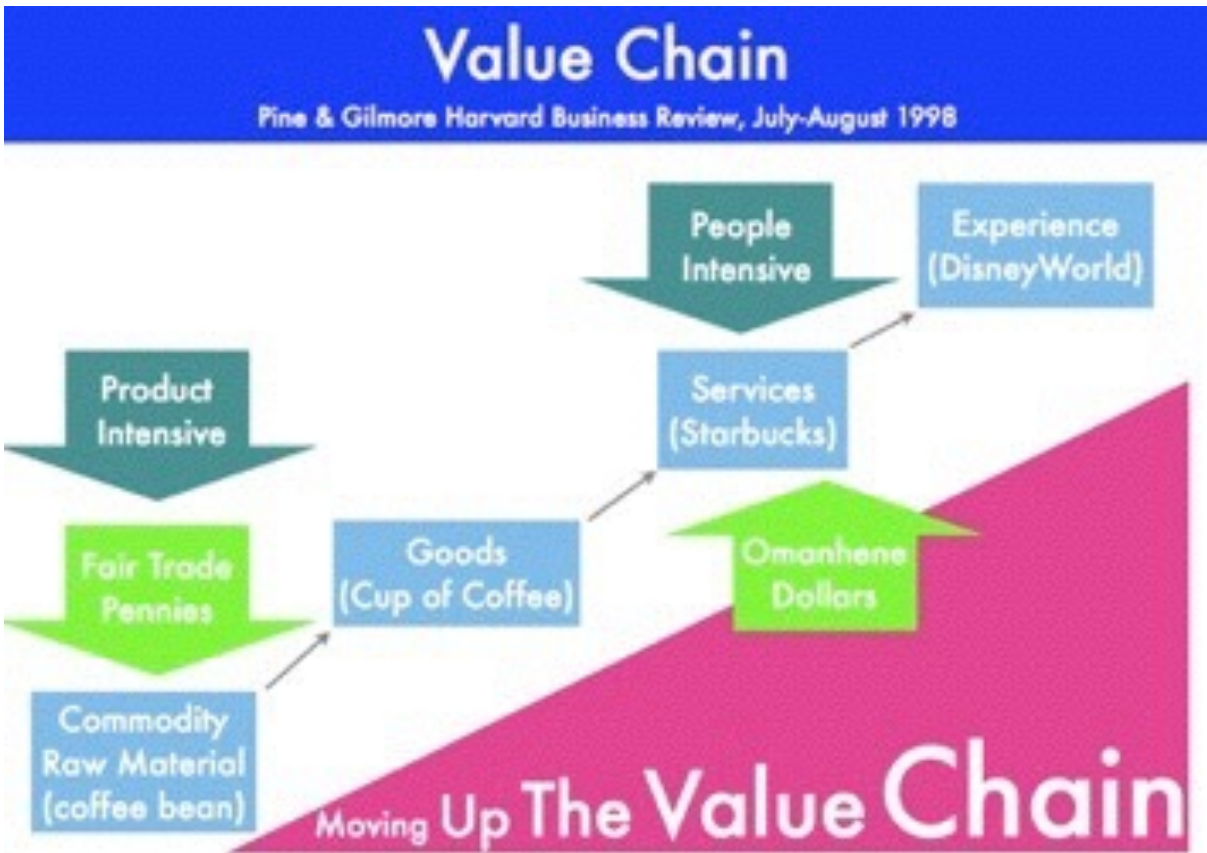 Value Chain
Pine & Gilmore Harvard Business Review, July-August 1998
People
Intensive
Experience
(DisneyWorld)
Product
Intensive
Services
(Starbucks)
Fair Trade
Pennies
Goods
(Cup of Coffee)
Omanhene
Dollars
Commodity
Raw Material
(coffee bean)
Moving Up The Value Chain